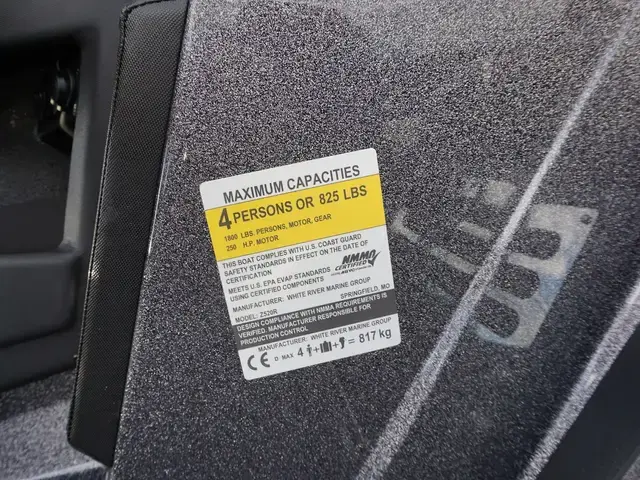 MAXIMUM CAPACITIES
4 PERSONS OR 825 LBS
1800 LBS. PERSONS, MOTOR, GEAR
250 H.P. MOTOR
THIS BOAT COMPLIES WITH U.S. COAST GUARD
SAFETY STANDARDS IN EFFECT ON THE DATE OF
CERTIFICATION
NMMA
CERTIFIED
MEETS U.S. EPA EVAP STANDARDS
USING CERTIFIED COMPONENTS
MANUFACTURER: WHITE RIVER MARINE GROUP
MODEL: Z520R SPRINGFIELD, MO
DESIGN COMPLIANCE WITH NMMA REQUIREMENTS IS
VERIFIED. MANUFACTURER RESPONSIBLE FOR
PRODUCTION CONTROL
MANUFACTURER: WHITE RIVER MARINE GROUP
CE D MAX 4 + + = 817 kg